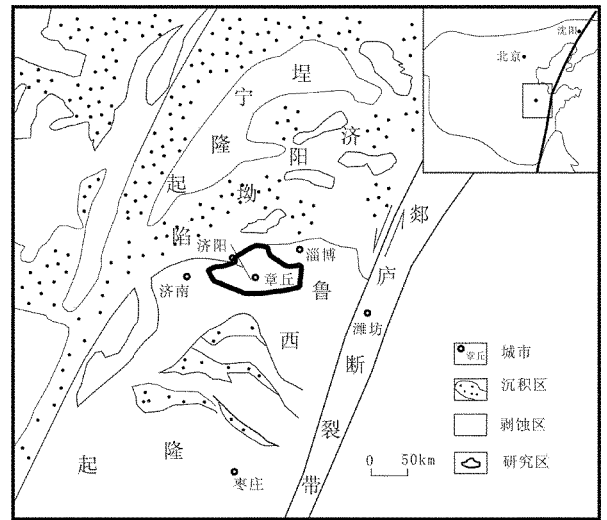 沈阳
北京
埕
宁
隆
起
济
阳
坳
陷
济阳
淄博
济南
章丘
鲁
西
隆
起
郯
庐
断
裂
带
潍坊
枣庄
章丘 城市
沉积区
剥蚀区
研究区
0 50km